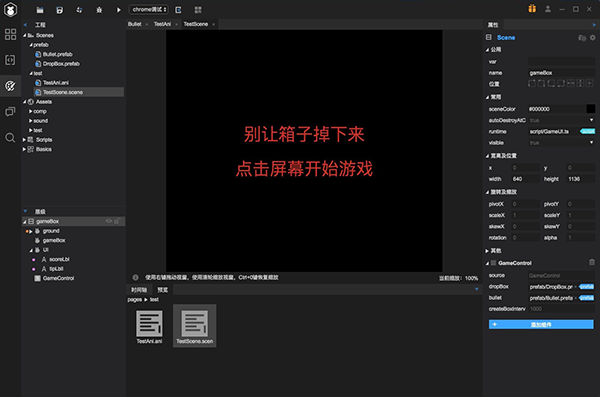 chrome调试
工程
Scenes
prefab
Bullet.prefab
DropBox.prefab
test
TestAni.ani
TestScene.scene
Assets
comp
sound
test
Scripts
Basics
层级
gameBox
ground
gameBox
UI
scoreLbl
tipLbll
GameControl
Bullet
TestAni
TestScene
别让箱子掉下来
点击屏幕开始游戏
使用右键拖动视窗，使用滚轮缩放视窗，Ctrl+0键恢复缩放
当前缩放：100%
时间轴
预览
pages ▸ test
TestAni.ani
TestScene.scen
属性
Scene
公用
var
name
gameBox
位置
常用
sceneColor
#000000
autoDestroyAtC
true
runtime
script/GameUI.ts
script
visible
true
宽高及位置
x
0
y
0
width
640
height
1136
旋转及缩放
pivotX
0
pivotY
0
scaleX
1
scaleY
1
skewX
0
skewY
0
rotation
0
alpha
1
其他
GameControl
source
GameControl
dropBox
prefab/DropBox.pr
prefab
bullet
prefab/Bullet.prefa
prefab
createBoxInterv
1000
添加组件